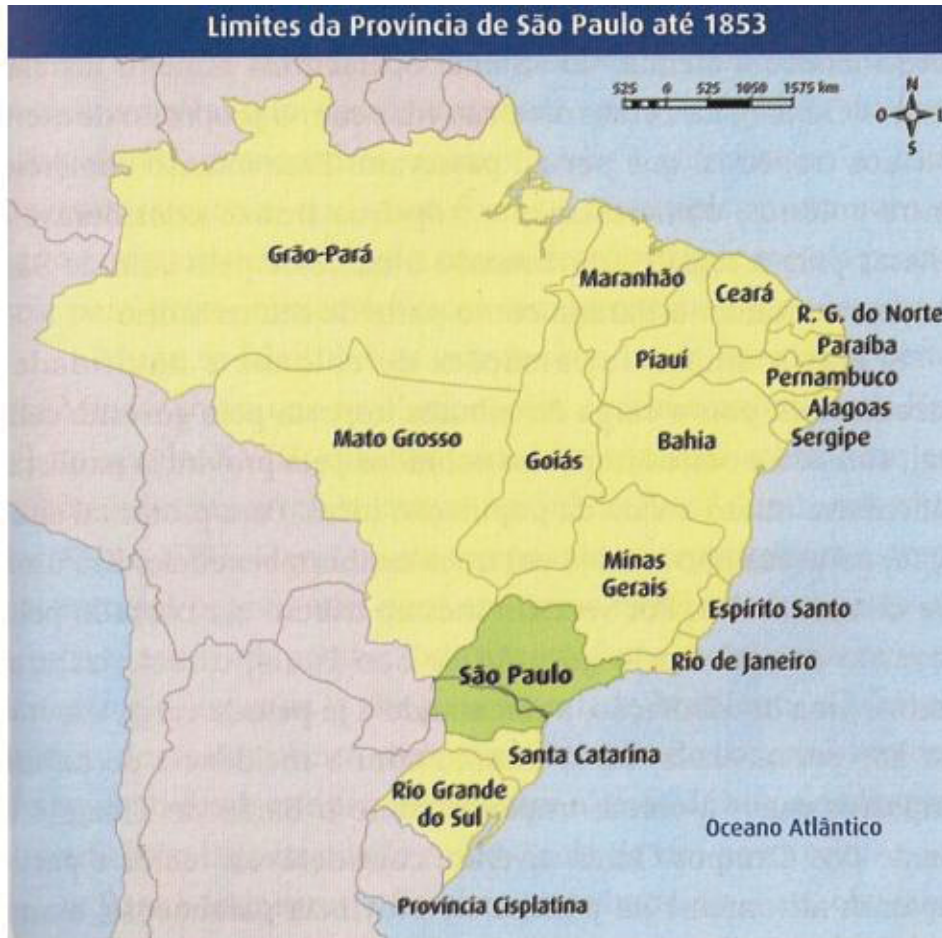 Limites da Província de São Paulo até 1853
525 0 525 1050 1575 km
N
O
S
Grão-Pará
Maranhão
Ceará
R. G. do Norte
Paraíba
Piauí
Pernambuco
Alagoas
Mato Grosso
Goiás
Bahia
Sergipe
Minas
Gerais
Espírito Santo
São Paulo
Rio de Janeiro
Santa Catarina
Rio Grande
do Sul
Oceano Atlântico
Província Cisplatina